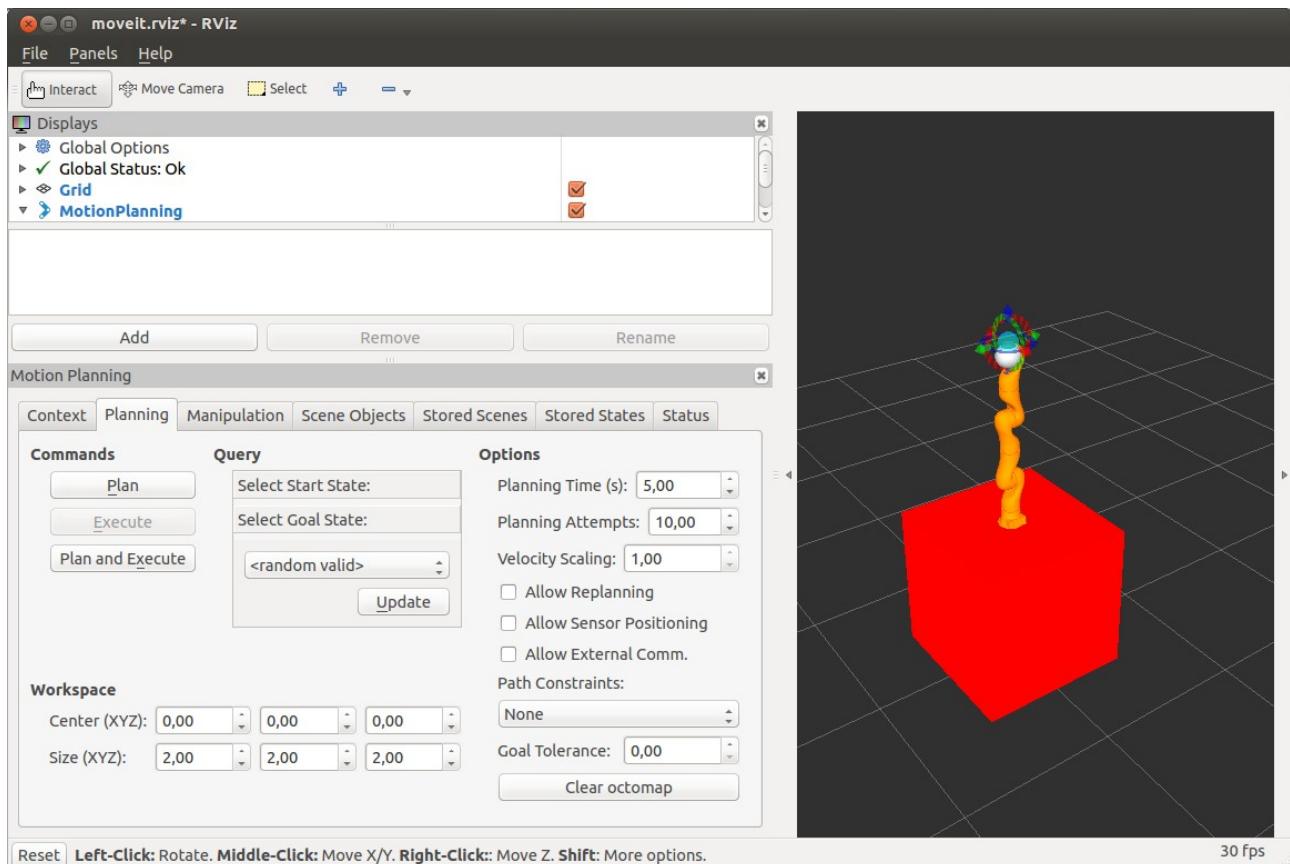 moveit.rviz* - RViz
File Panels Help
Interact Move Camera Select
Displays
Global Options
Global Status: Ok
Grid
MotionPlanning
Add Remove Rename
Motion Planning
Context Planning Manipulation Scene Objects Stored Scenes Stored States Status
Commands Query Options
Plan Select Start State: Planning Time (s): 5,00
Execute Select Goal State: Planning Attempts: 10,00
Plan and Execute <random valid> Velocity Scaling: 1,00
Update Allow Replanning
Allow Sensor Positioning
Allow External Comm.
Workspace Path Constraints:
Center (XYZ): 0,00 0,00 0,00 None
Size (XYZ): 2,00 2,00 2,00 Goal Tolerance: 0,00
Clear octomap
Reset Left-Click: Rotate. Middle-Click: Move X/Y. Right-Click:: Move Z. Shift: More options. 30 fps